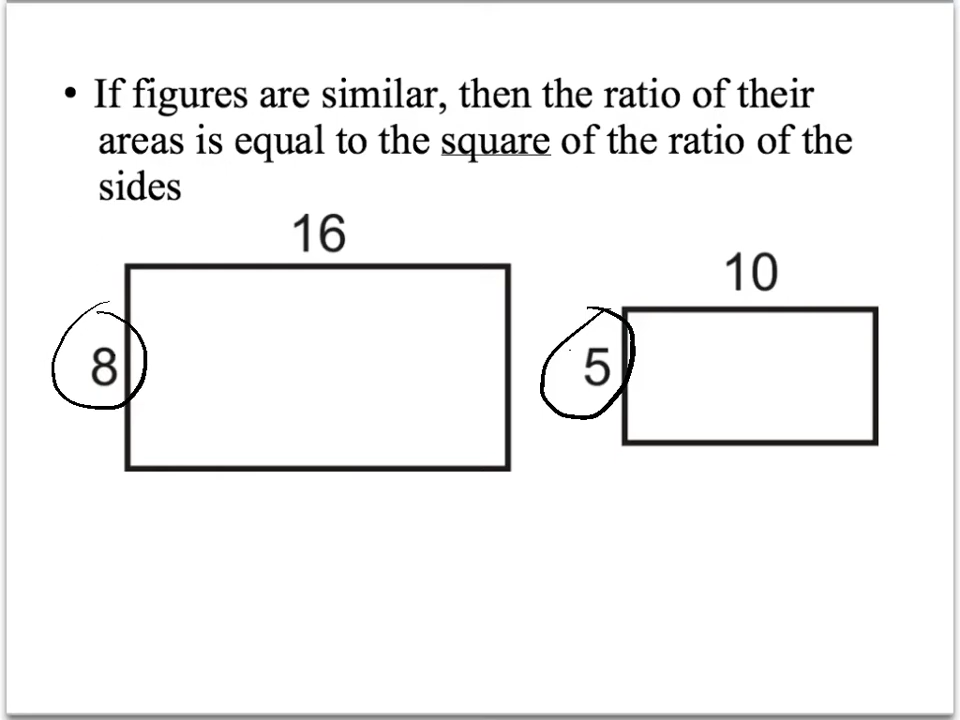 • If figures are similar, then the ratio of their
areas is equal to the square of the ratio of the
sides
16
10
8
5